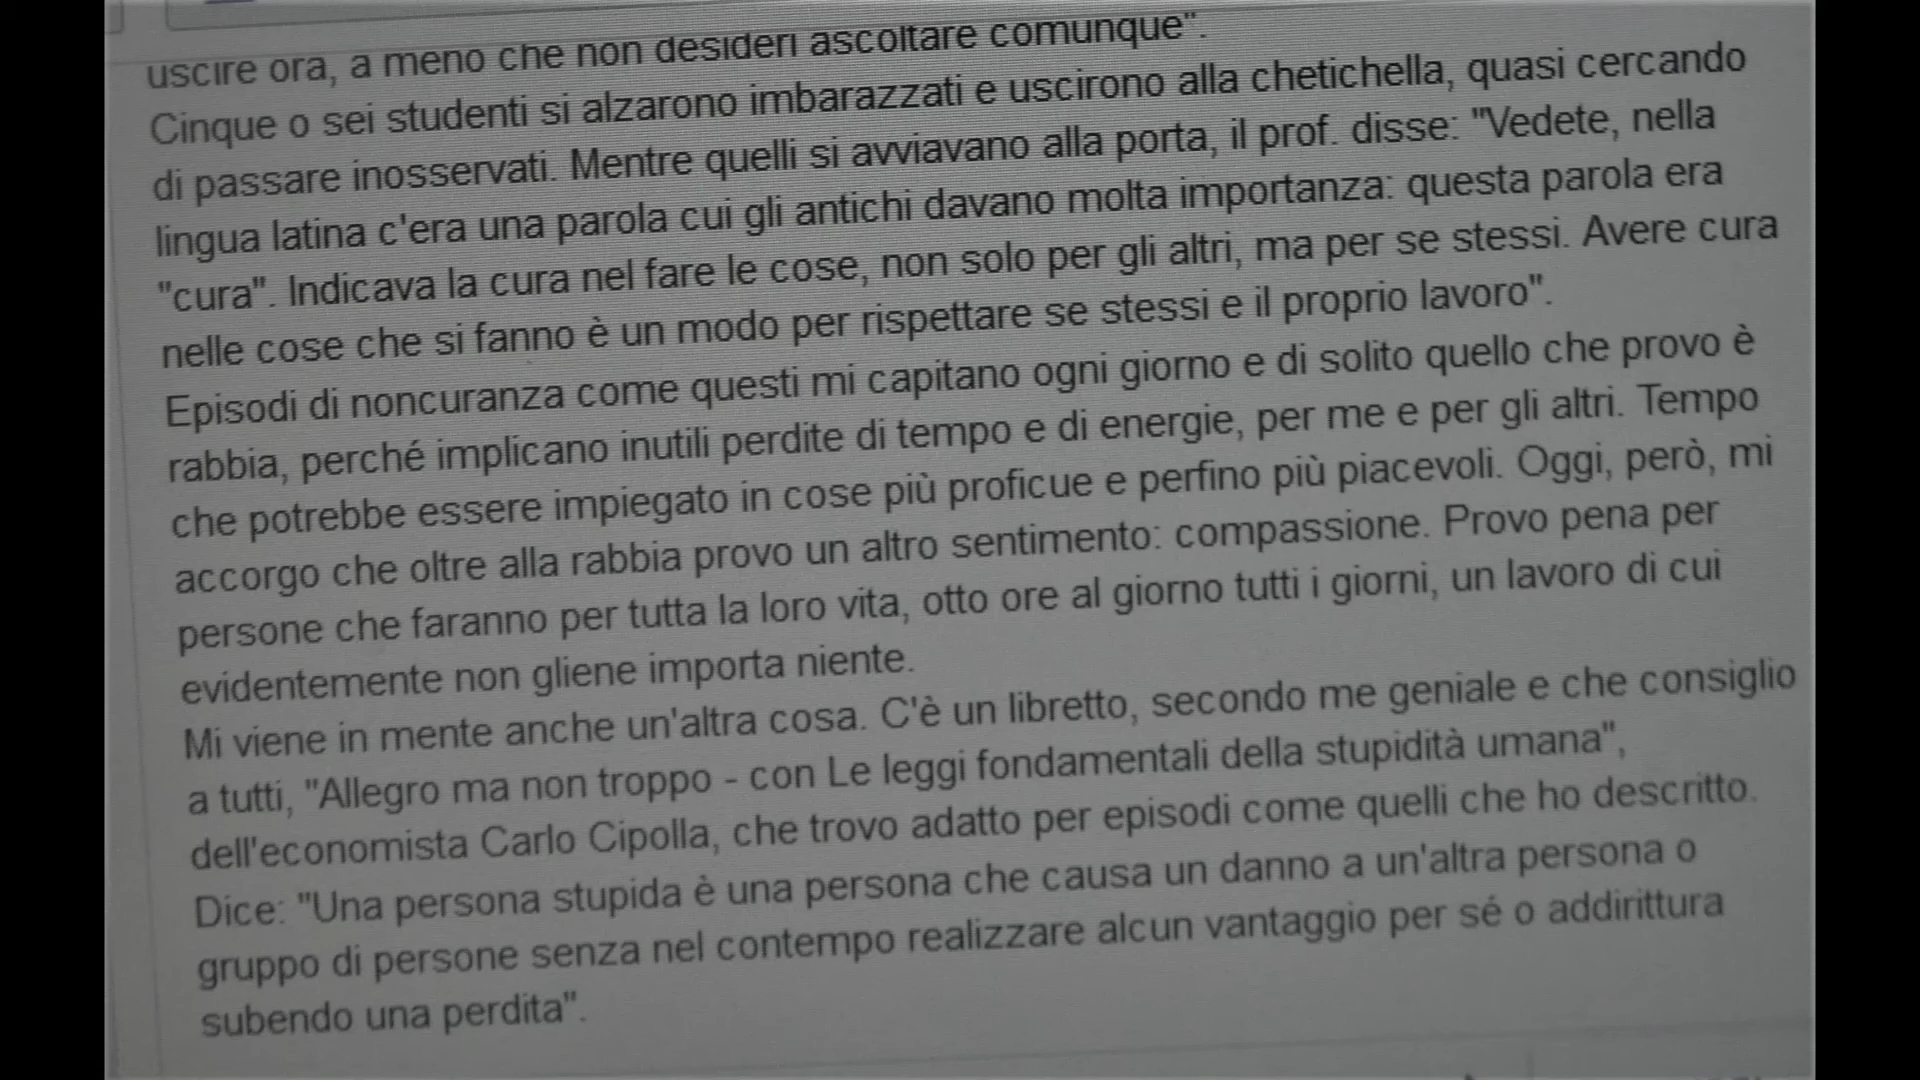 uscire ora, a meno che non desideri ascoltare comunque".
Cinque o sei studenti si alzarono imbarazzati e uscirono alla chetichella, quasi cercando
di passare inosservati. Mentre quelli si avviavano alla porta, il prof. disse: "Vedete, nella
lingua latina c'era una parola cui gli antichi davano molta importanza: questa parola era
"cura". Indicava la cura nel fare le cose, non solo per gli altri, ma per se stessi. Avere cura
nelle cose che si fanno è un modo per rispettare se stessi e il proprio lavoro".
Episodi di noncuranza come questi mi capitano ogni giorno e di solito quello che provo è
rabbia, perché implicano inutili perdite di tempo e di energie, per me e per gli altri. Tempo
che potrebbe essere impiegato in cose più proficue e perfino più piacevoli. Oggi, però, mi
accorgo che oltre alla rabbia provo un altro sentimento: compassione. Provo pena per
persone che faranno per tutta la loro vita, otto ore al giorno tutti i giorni, un lavoro di cui
evidentemente non gliene importa niente.
Mi viene in mente anche un'altra cosa. C'è un libretto, secondo me geniale e che consiglio
a tutti, "Allegro ma non troppo - con Le leggi fondamentali della stupidità umana",
dell'economista Carlo Cipolla, che trovo adatto per episodi come quelli che ho descritto.
Dice: "Una persona stupida è una persona che causa un danno a un'altra persona o
gruppo di persone senza nel contempo realizzare alcun vantaggio per sé o addirittura
subendo una perdita".